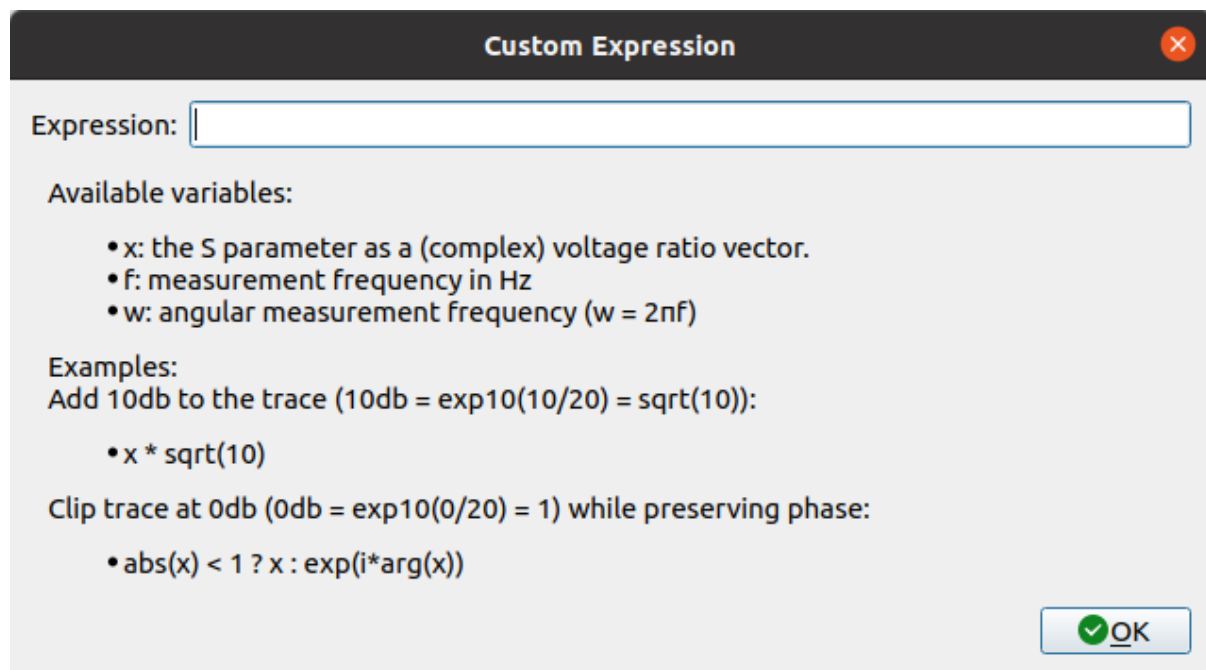 Custom Expression
Expression:
Available variables:
• x: the S parameter as a (complex) voltage ratio vector.
• f: measurement frequency in Hz
• w: angular measurement frequency (w = 2πf)
Examples:
Add 10db to the trace (10db = exp10(10/20) = sqrt(10)):
• x * sqrt(10)
Clip trace at 0db (0db = exp10(0/20) = 1) while preserving phase:
• abs(x) < 1 ? x : exp(i*arg(x))
OK